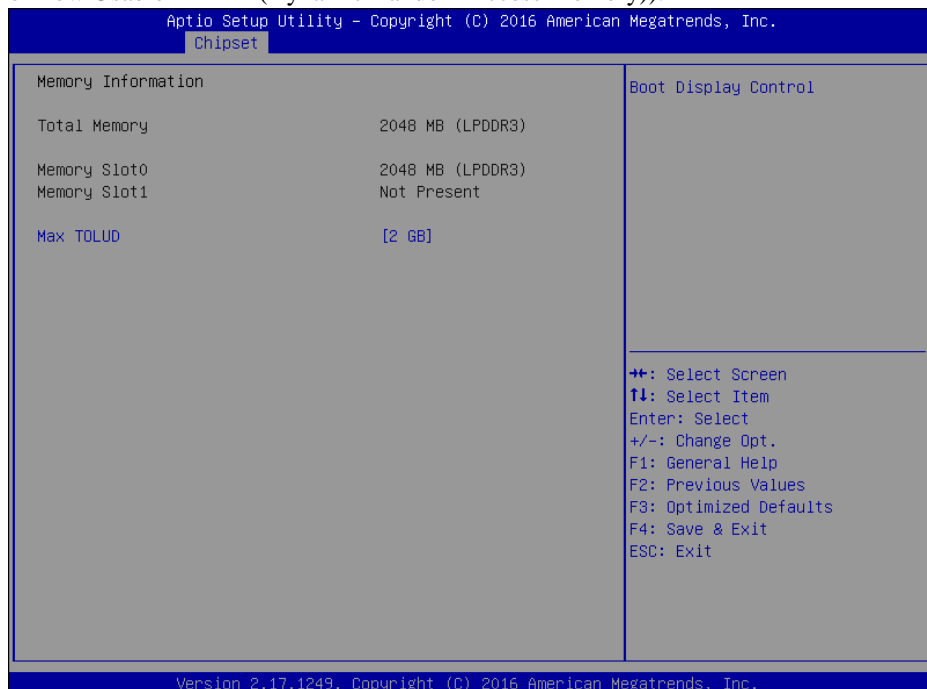 Aptio Setup Utility – Copyright (C) 2016 American Megatrends, Inc.
Chipset
Memory Information
Total Memory 2048 MB (LPDDR3)
Memory Slot0 2048 MB (LPDDR3)
Memory Slot1 Not Present
Max TOLUD [2 GB]
Boot Display Control
→←: Select Screen
↑↓: Select Item
Enter: Select
+/-: Change Opt.
F1: General Help
F2: Previous Values
F3: Optimized Defaults
F4: Save & Exit
ESC: Exit
Version 2.17.1249. Copyright (C) 2016 American Megatrends, Inc.